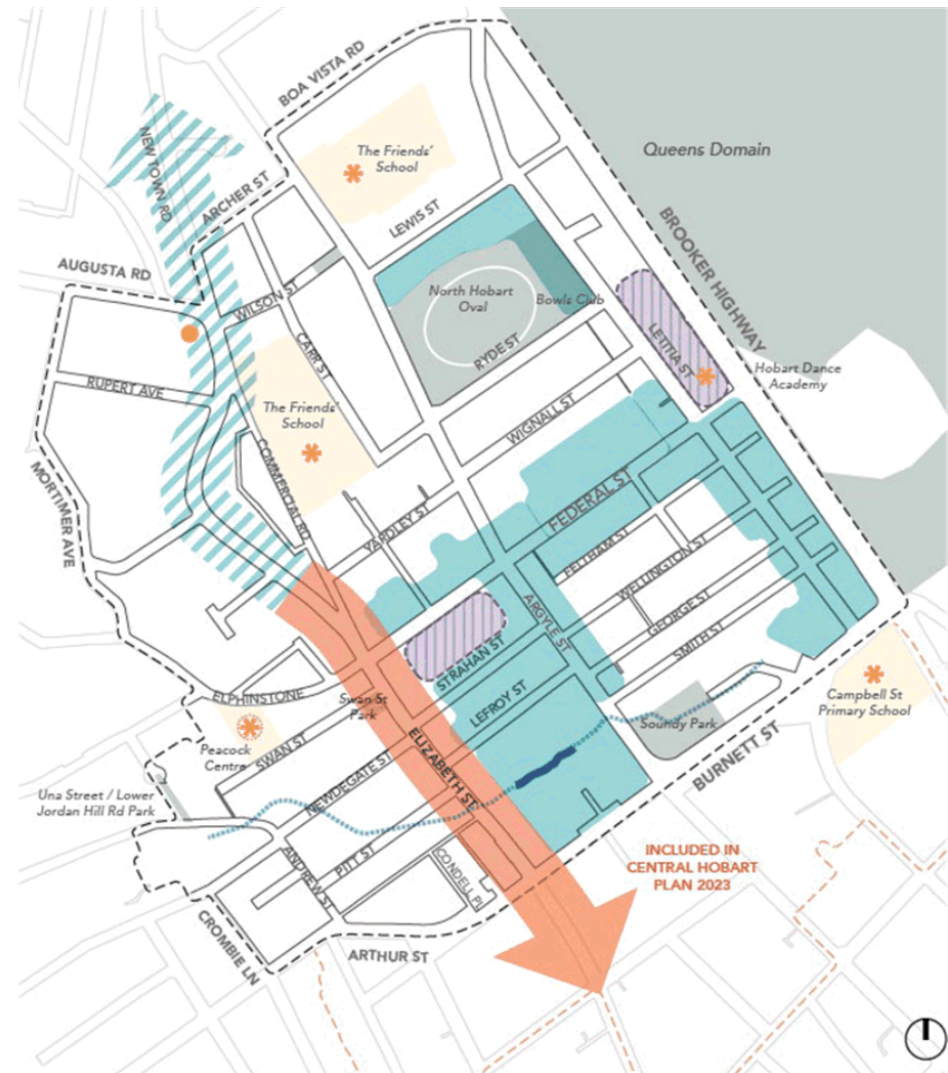 BOA VISTA RD
NEW TOWN RD
The Friends'
School
Queens Domain
ARCHER ST
LEWIS ST
BROOKER HIGHWAY
AUGUSTA RD
WILSON ST
North Hobart
Oval
Bowls Club
LETITIA ST
CARR ST
RYDE ST
Hobart Dance
Academy
RUPERT AVE
The Friends'
School
WIGNALL ST
COMMERCIAL RD
MORTIMER AVE
FEDERAL ST
YARDLEY ST
FELTHAM ST
WELLINGTON ST
ARGYLE ST
GEORGE ST
SMITH ST
STRAHAN ST
ELPHINSTONE
Swan St
Park
LEFROY ST
Campbell St
Primary School
Peacock
Centre
SWAN ST
Soundy Park
ELIZABETH ST
BURNETT ST
NEWDEGATE ST
Una Street / Lower
Jordan Hill Rd Park
PITT ST
ANDREW ST
CONDELL PL
INCLUDED IN
CENTRAL HOBART
PLAN 2023
CROMBIE LN
ARTHUR ST